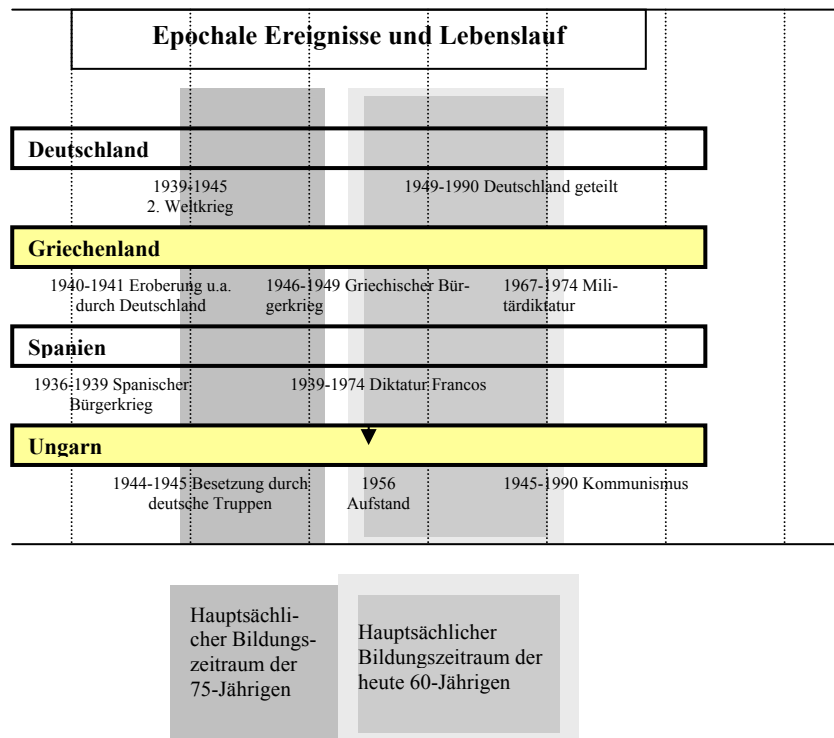 Epochale Ereignisse und Lebenslauf
Deutschland
1939-1945
2. Weltkrieg
1949-1990 Deutschland geteilt
Griechenland
1940-1941 Eroberung u.a.
durch Deutschland
1946-1949 Griechischer Bür-
gerkrieg
1967-1974 Mili-
tärdiktatur
Spanien
1936-1939 Spanischer
Bürgerkrieg
1939-1974 Diktatur Francos
Ungarn
1944-1945 Besetzung durch
deutsche Truppen
1956
Aufstand
1945-1990 Kommunismus
Hauptsächli-
cher Bildungs-
zeitraum der
75-Jährigen
Hauptsächlicher
Bildungszeitraum der
heute 60-Jährigen